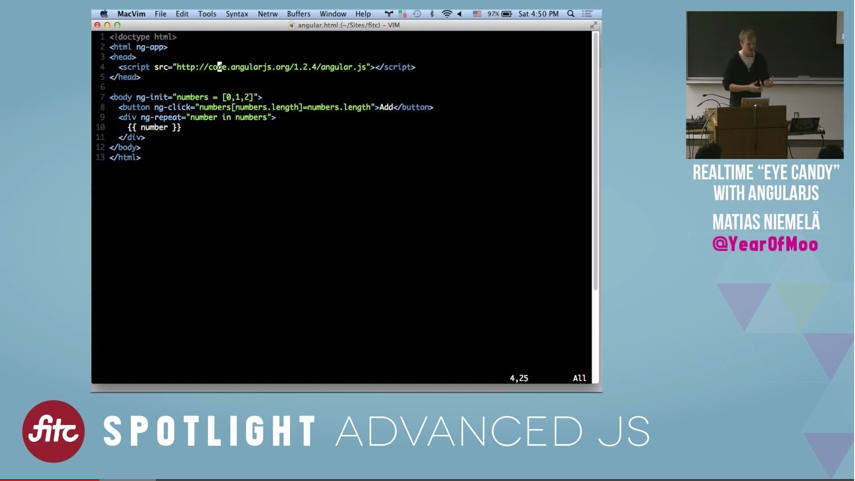 MacVim File Edit Tools Syntax Netrw Buffers Window Help 97% Sat 4:50 PM
angular.html (~/Sites/fitc) - VIM
1 <!doctype html>
2 <html ng-app>
3 <head>
4 <script src="http://code.angularjs.org/1.2.4/angular.js"></script>
5 </head>
6
7 <body ng-init="numbers = [0,1,2]">
8 <button ng-click="numbers[numbers.length]=numbers.length">Add</button>
9 <div ng-repeat="number in numbers">
10 {{ number }}
11 </div>
12 </body>
13 </html>
4,25 All
REALTIME “EYE CANDY”
WITH ANGULARJS
MATIAS NIEMELÄ
@YearOfMoo
fitc SPOTLIGHT ADVANCED JS